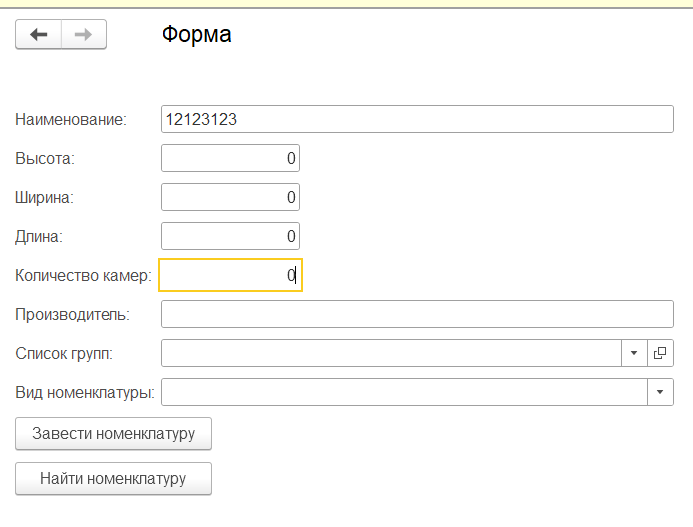 Форма
Наименование: 12123123
Высота: 0
Ширина: 0
Длина: 0
Количество камер: 0
Производитель:
Список групп:
Вид номенклатуры:
Завести номенклатуру
Найти номенклатуру